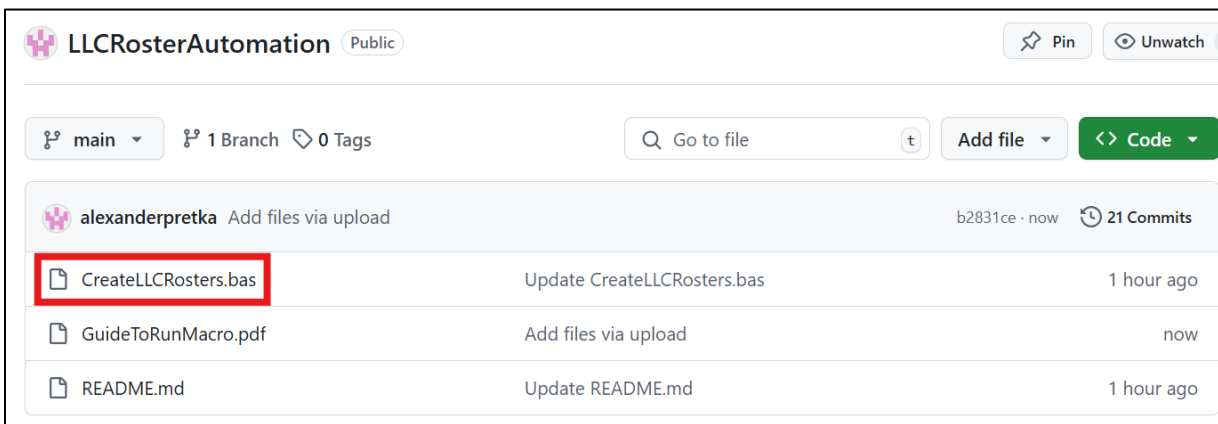 LLCRosterAutomation Public Pin Unwatch
main 1 Branch 0 Tags Go to file t Add file Code
alexanderpretka Add files via upload b2831ce · now 21 Commits
CreateLLCRosters.bas Update CreateLLCRosters.bas 1 hour ago
GuideToRunMacro.pdf Add files via upload now
README.md Update README.md 1 hour ago